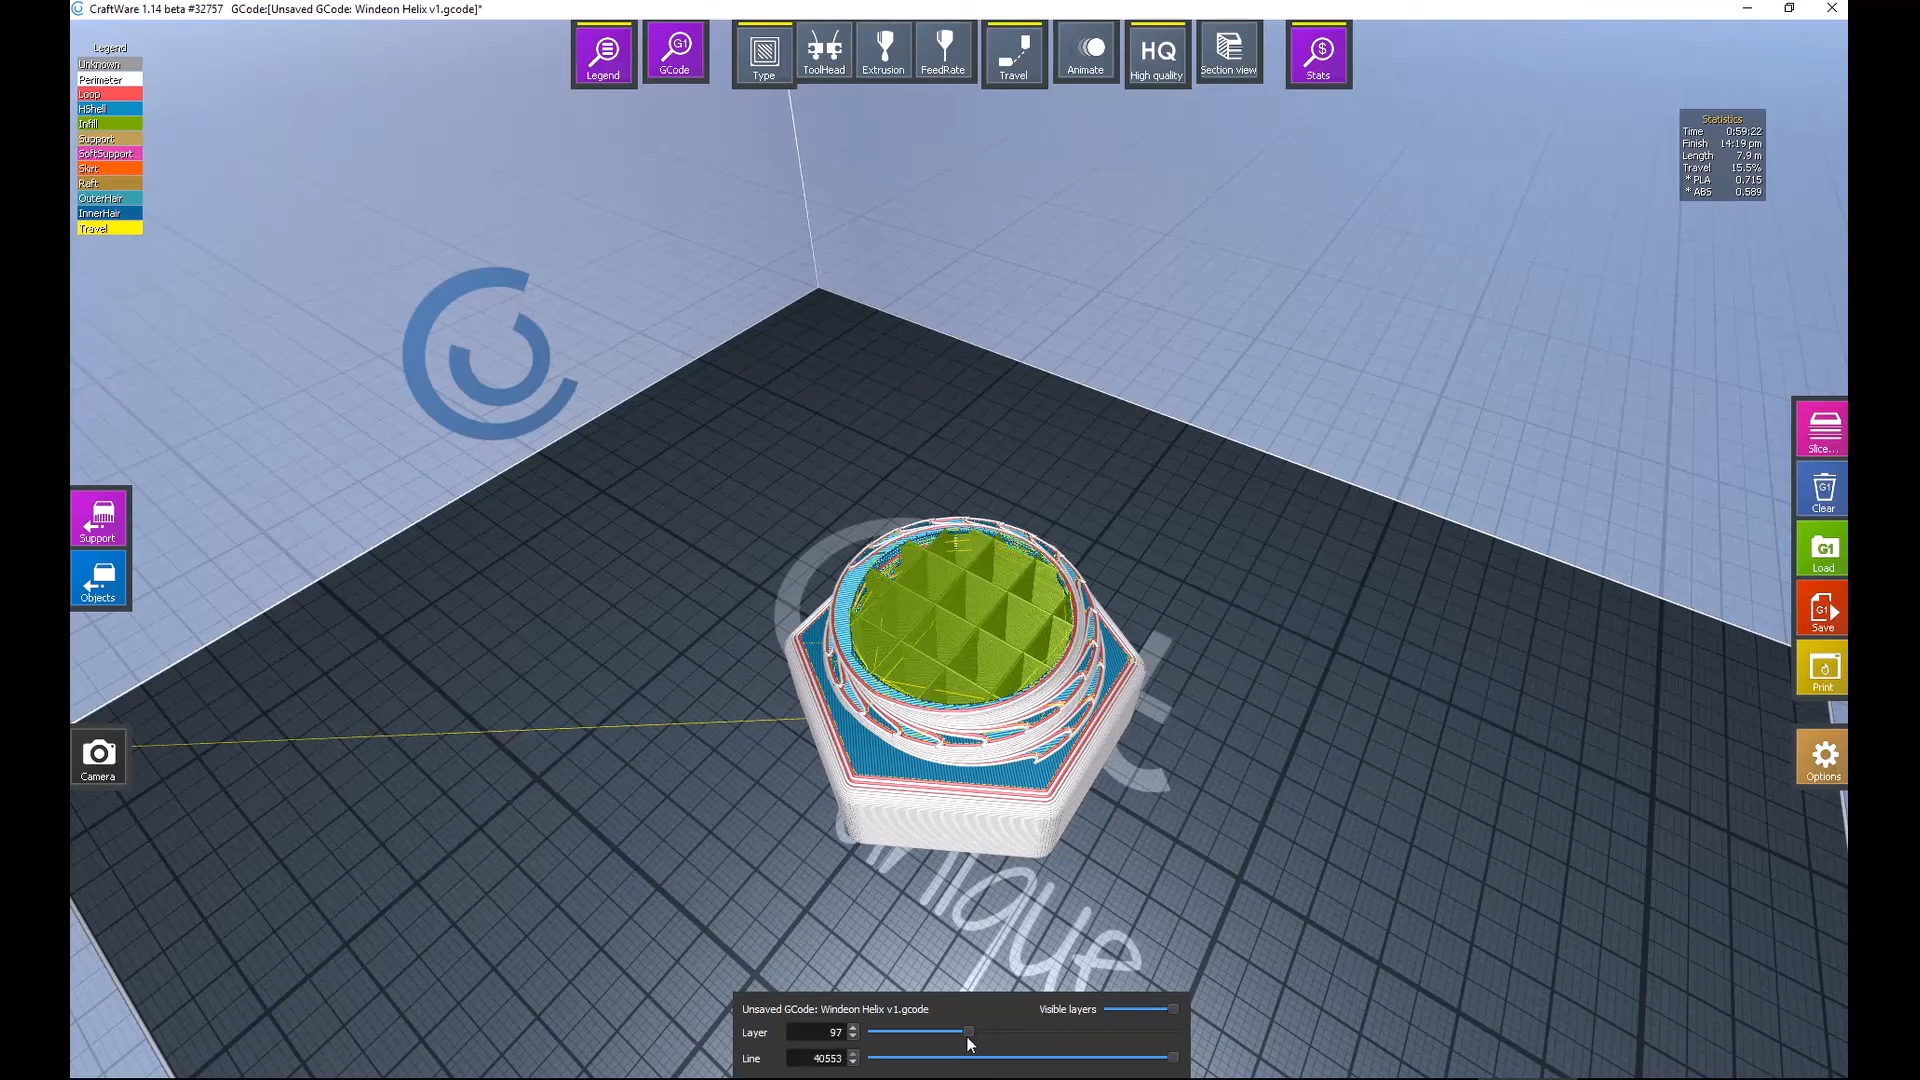 CraftWare 1.14 beta #32757 GCode:[Unsaved GCode: Windeon Helix v1.gcode]*
Legend
Unknown
Perimeter
Loop
HShell
Infill
Support
SoftSupport
Skirt
Raft
OuterHair
InnerHair
Travel
Legend
G1
GCode
Type
ToolHead
Extrusion
FeedRate
Travel
Animate
HQ
High quality
Section view
$
Stats
Statistics
Time 0:59:22
Finish 14:19 pm
Length 7.9 m
Travel 15.5%
* PLA 0.715
* ABS 0.589
Support
Objects
Camera
Slice...
G1
Clear
G1
Load
G1
Save
Print
Options
Unsaved GCode: Windeon Helix v1.gcode
Visible layers
Layer 97
Line 40553